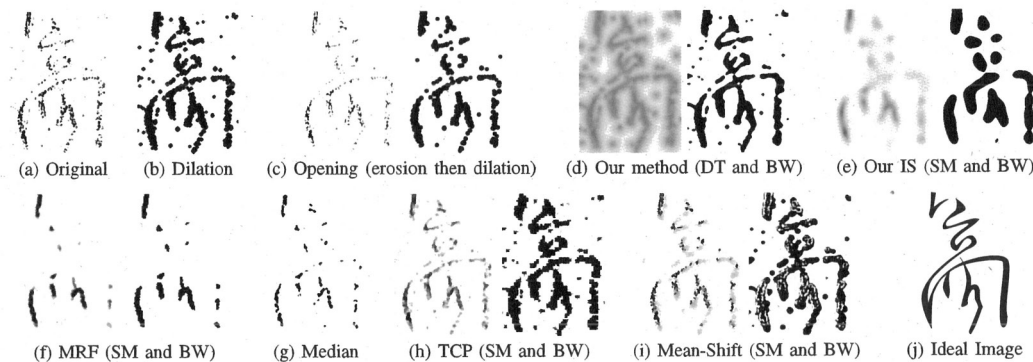 (a) Original (b) Dilation (c) Opening (erosion then dilation) (d) Our method (DT and BW) (e) Our IS (SM and BW)
(f) MRF (SM and BW) (g) Median (h) TCP (SM and BW) (i) Mean-Shift (SM and BW) (j) Ideal Image